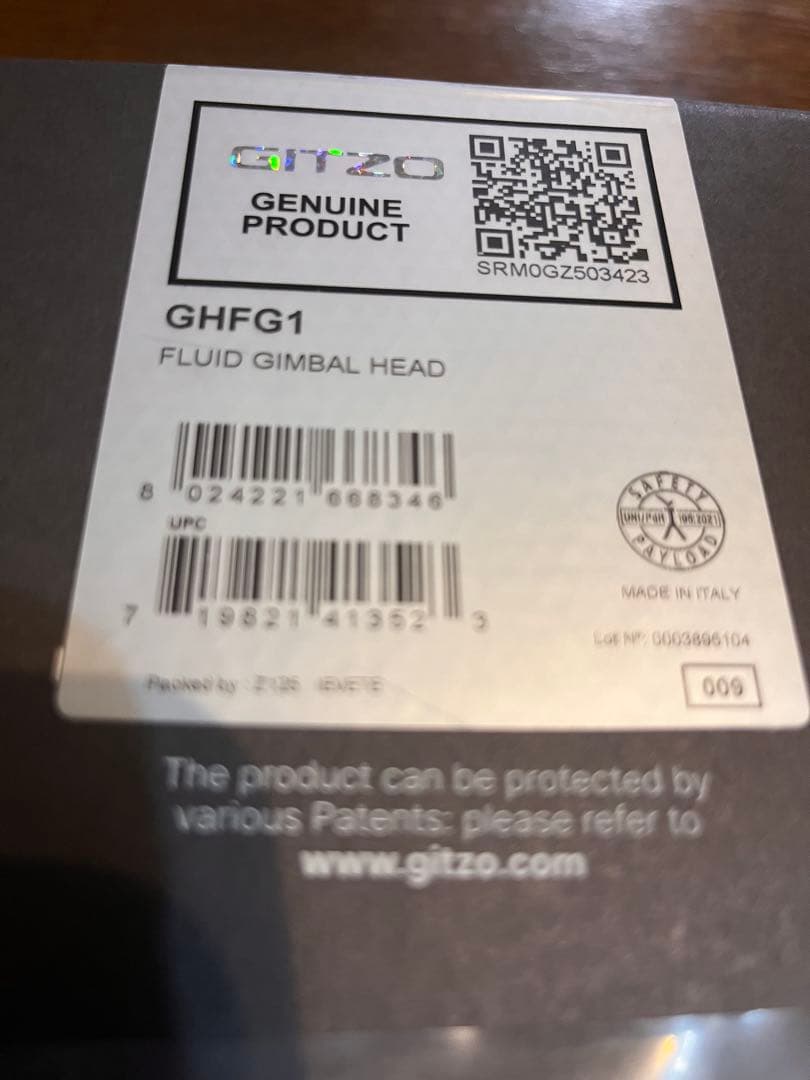 GITZO
GENUINE
PRODUCT
SRM0GZ503423
GHFG1
FLUID GIMBAL HEAD
8 024221 668346
UPC
7 19821 41352 3
SAFETY
PAYLOAD
MADE IN ITALY
Lot N°: 0003896104
Packed by :
009
The product can be protected by
various Patents: please refer to
www.gitzo.com